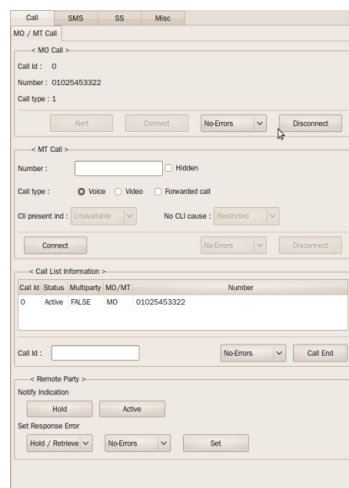 Call SMS SS Misc
MO / MT Call
< MO Call >
Call Id : 0
Number : 01025453322
Call type : 1
Alert Connect No-Errors Disconnect
< MT Call >
Number : Hidden
Call type : Voice Video Forwarded call
Cli present ind : Unavailable No CLI cause : Restricted
Connect No-Errors Disconnect
< Call List Information >
Call Id Status Multiparty MO/MT Number
0 Active FALSE MO 01025453322
Call Id : No-Errors Call End
< Remote Party >
Notify Indication
Hold Active
Set Response Error
Hold / Retrieve No-Errors Set